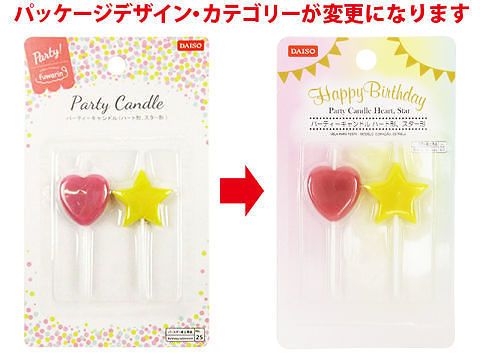 パッケージデザイン・カテゴリーが変更になります
Party!
fuwarin
DAISO
Party Candle
パーティーキャンドル(ハート形、スター形)
25
DAISO
Happy Birthday
Party Candle Heart, Star
パーティーキャンドル ハート形、スター形